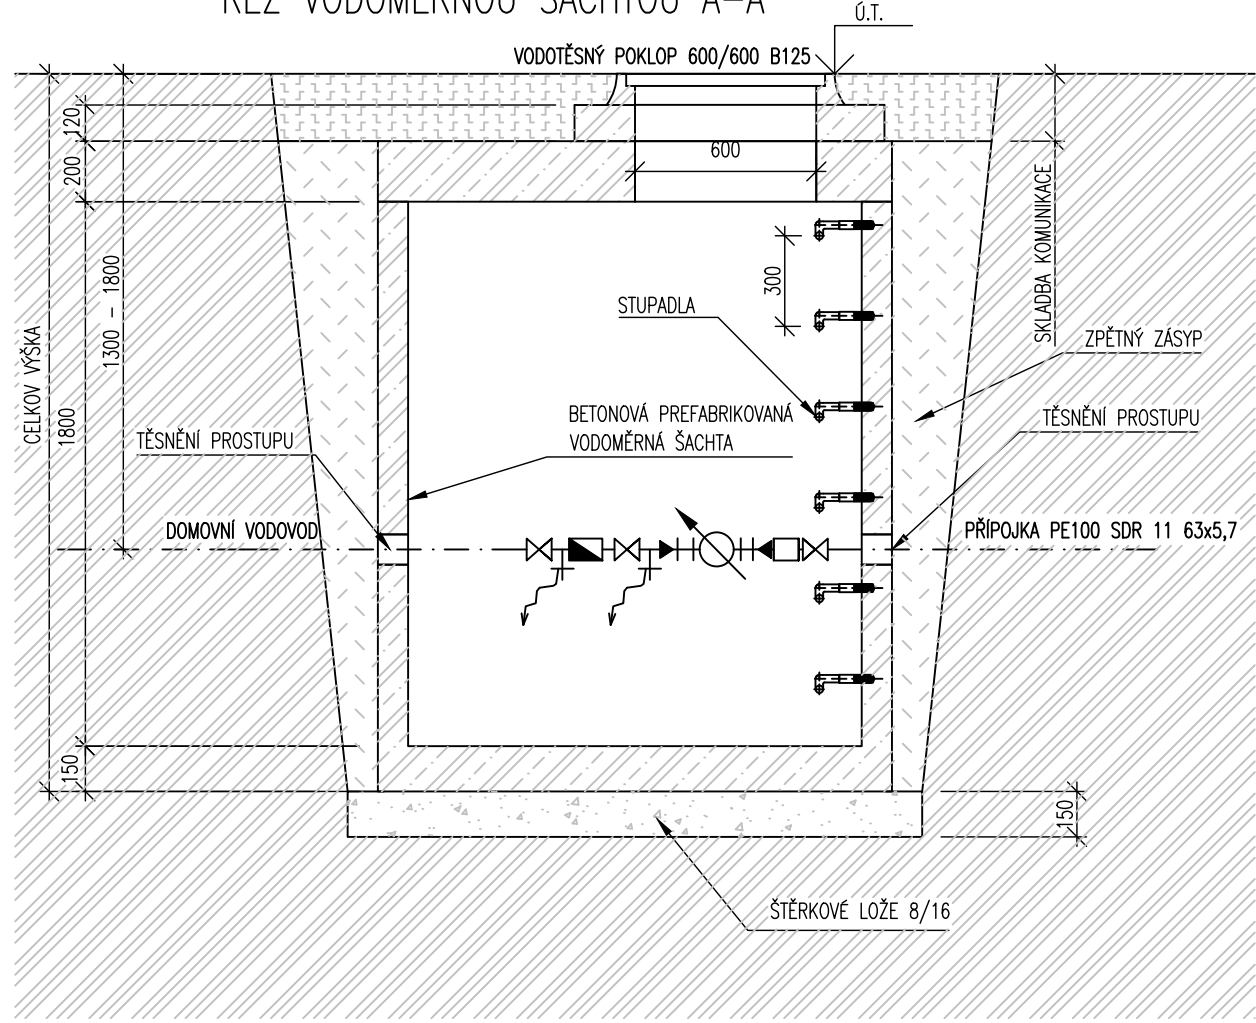 ŘEZ VODOMĚRNOU ŠACHTOU A-A
Ú.T.
VODOTĚSNÝ POKLOP 600/600 B125
120
200
600
SKLADBA KOMUNIKACE
300
1300 - 1800
STUPADLA
ZPĚTNÝ ZÁSYP
CELKOV VÝŠKA
1800
BETONOVÁ PREFABRIKOVANÁ
VODOMĚRNÁ ŠACHTA
TĚSNĚNÍ PROSTUPU
TĚSNĚNÍ PROSTUPU
DOMOVNÍ VODOVOD
PŘÍPOJKA PE100 SDR 11 63x5,7
150
150
ŠTĚRKOVÉ LOŽE 8/16